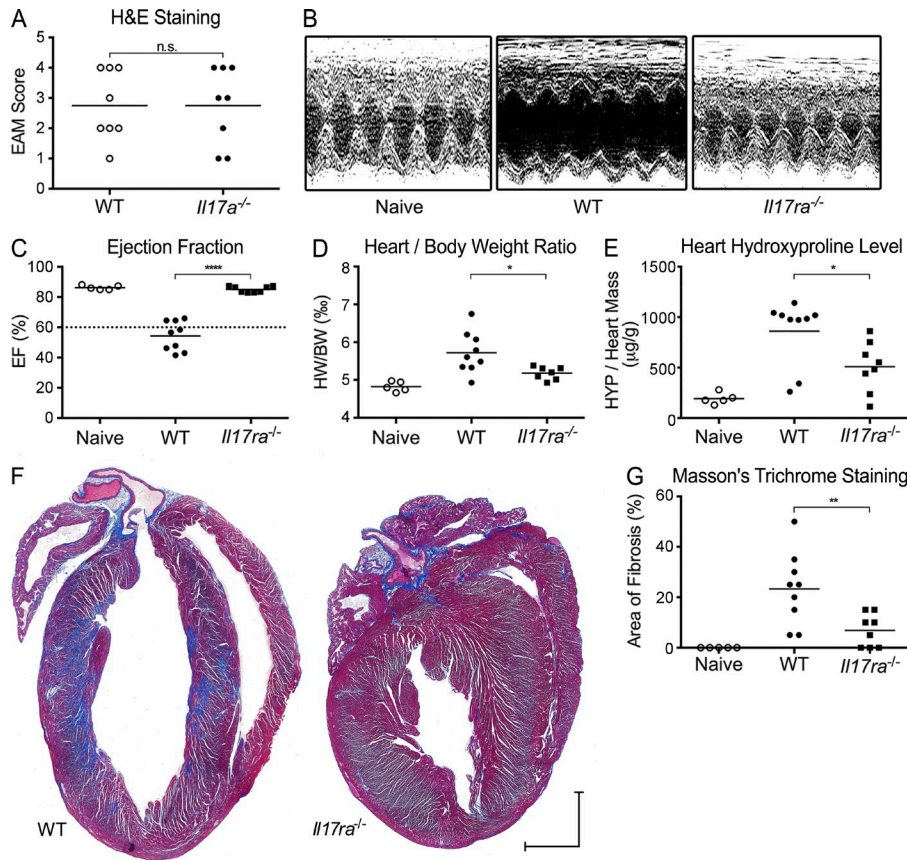 A
H&E Staining
n.s.
EAM Score
5
4
3
2
1
0
WT
Il17a-/-
B
Naive
WT
Il17ra-/-
C
Ejection Fraction
****
EF (%)
100
80
60
40
20
0
Naive
WT
Il17ra-/-
D
Heart / Body Weight Ratio
*
HW/BW (‰)
8
7
6
5
4
Naive
WT
Il17ra-/-
E
Heart Hydroxyproline Level
*
HYP / Heart Mass
(µg/g)
1500
1000
500
0
Naive
WT
Il17ra-/-
F
WT
Il17ra-/-
G
Masson's Trichrome Staining
**
Area of Fibrosis (%)
60
40
20
0
Naive
WT
Il17ra-/-